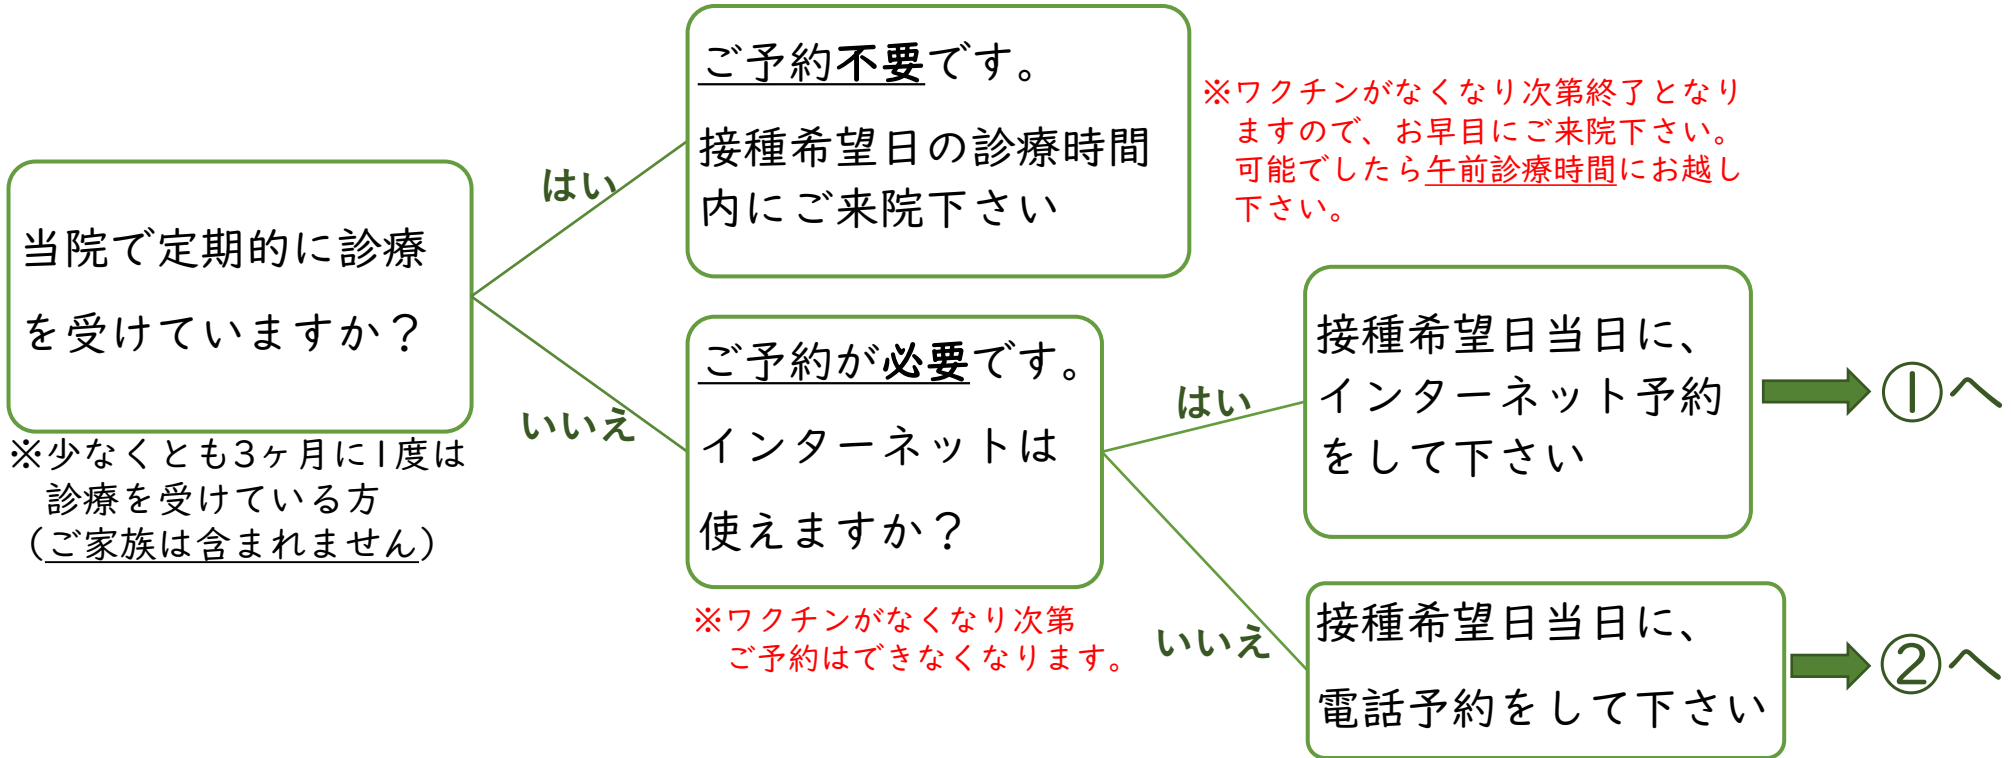 当院で定期的に診療
を受けていますか？
※少なくとも3ヶ月に1度は
診療を受けている方
（ご家族は含まれません）
はい
いいえ
ご予約不要です。
接種希望日の診療時間
内にご来院下さい
※ワクチンがなくなり次第終了となり
ますので、お早目にご来院下さい。
可能でしたら午前診療時間にお越し
下さい。
ご予約が必要です。
インターネットは
使えますか？
※ワクチンがなくなり次第
ご予約はできなくなります。
はい
いいえ
接種希望日当日に、
インターネット予約
をして下さい
①へ
接種希望日当日に、
電話予約をして下さい
②へ